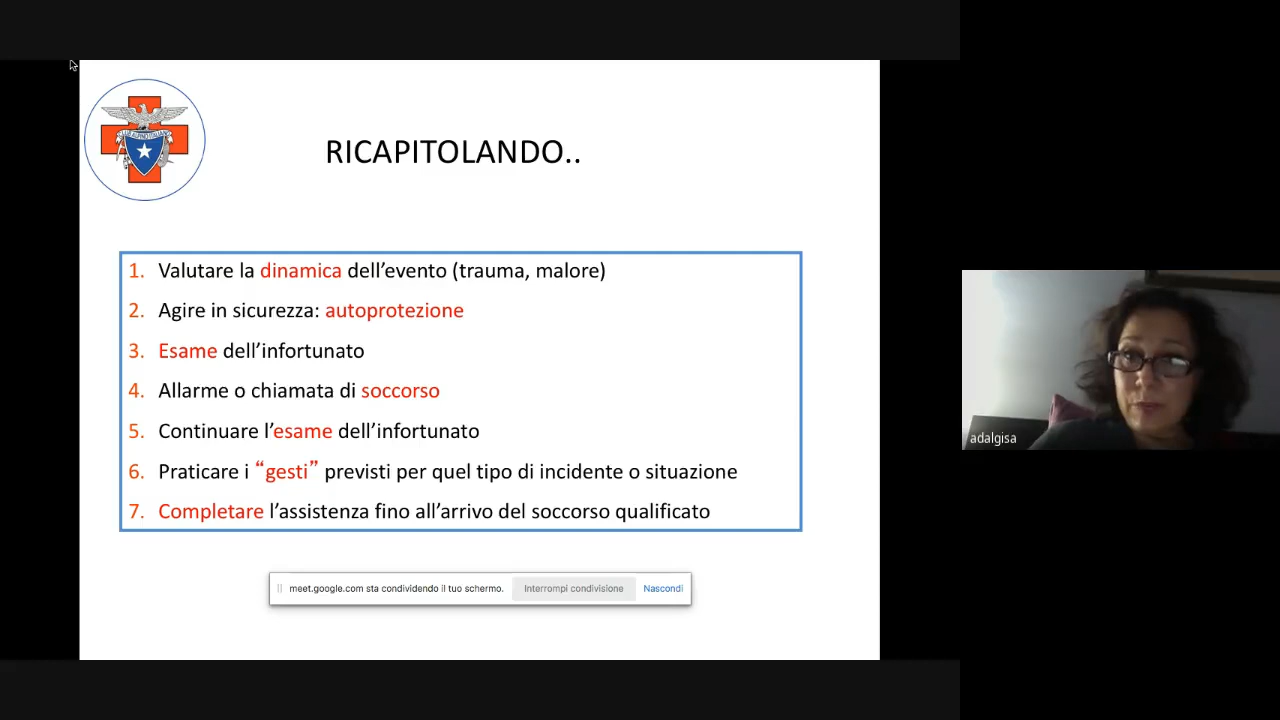 CLUB ALPINO ITALIANO
RICAPITOLANDO..
1. Valutare la dinamica dell’evento (trauma, malore)
2. Agire in sicurezza: autoprotezione
3. Esame dell’infortunato
4. Allarme o chiamata di soccorso
5. Continuare l’esame dell’infortunato
6. Praticare i “gesti” previsti per quel tipo di incidente o situazione
7. Completare l’assistenza fino all’arrivo del soccorso qualificato
meet.google.com sta condividendo il tuo schermo. Interrompi condivisione Nascondi
adalgisa